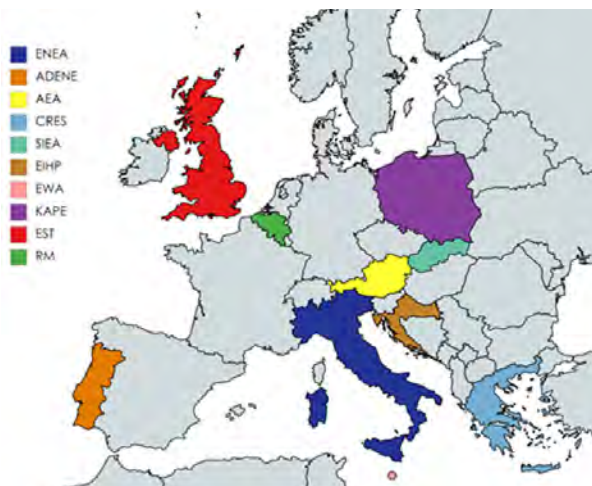 ENEA
ADENE
AEA
CRES
SIEA
EIHP
EWA
KAPE
EST
RM